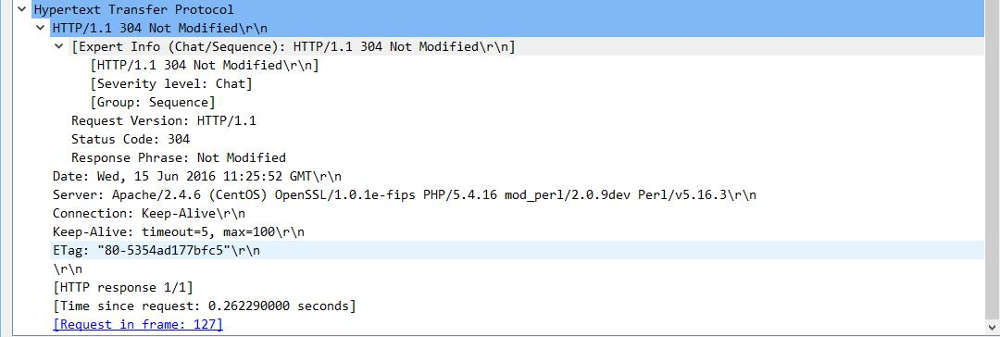 Hypertext Transfer Protocol
HTTP/1.1 304 Not Modified\r\n
[Expert Info (Chat/Sequence): HTTP/1.1 304 Not Modified\r\n]
[HTTP/1.1 304 Not Modified\r\n]
[Severity level: Chat]
[Group: Sequence]
Request Version: HTTP/1.1
Status Code: 304
Response Phrase: Not Modified
Date: Wed, 15 Jun 2016 11:25:52 GMT\r\n
Server: Apache/2.4.6 (CentOS) OpenSSL/1.0.1e-fips PHP/5.4.16 mod_perl/2.0.9dev Perl/v5.16.3\r\n
Connection: Keep-Alive\r\n
Keep-Alive: timeout=5, max=100\r\n
ETag: "80-5354ad177bfc5"\r\n
\r\n
[HTTP response 1/1]
[Time since request: 0.262290000 seconds]
[Request in frame: 127]